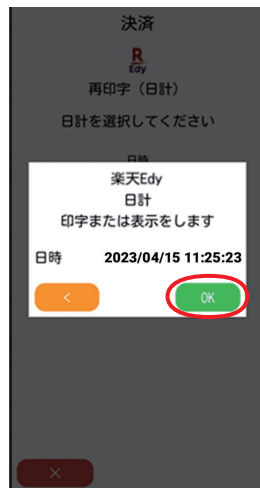 決済
R
Edy
再印字（日計）
日計を選択してください
日時
楽天Edy
日計
印字または表示をします
日時 2023/04/15 11:25:23
< OK
×